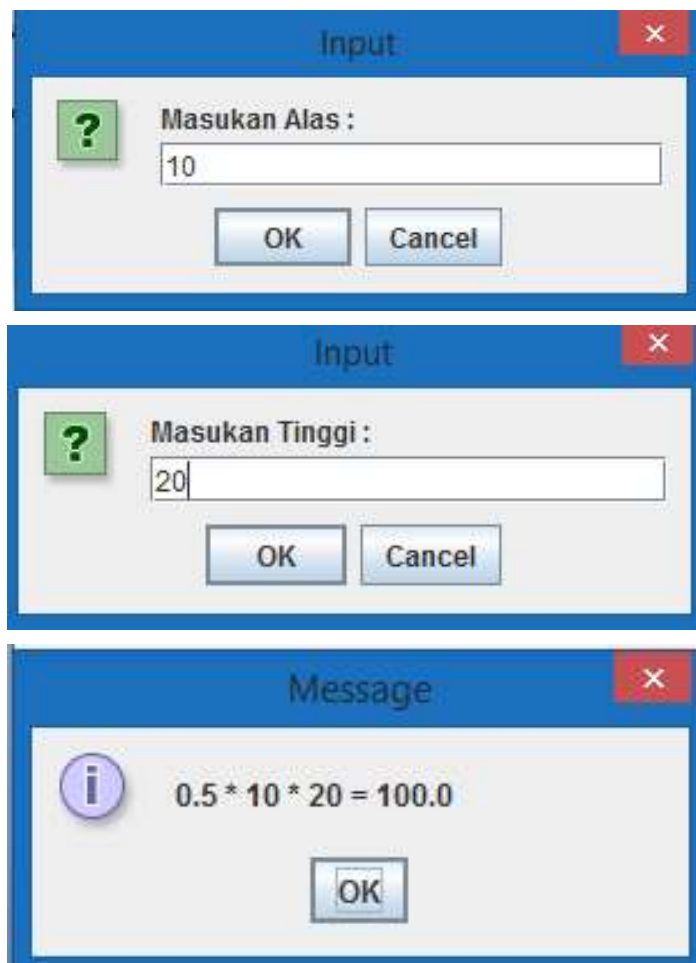 Input
Masukan Alas :
10
OK Cancel
Input
Masukan Tinggi :
20
OK Cancel
Message
0.5 * 10 * 20 = 100.0
OK